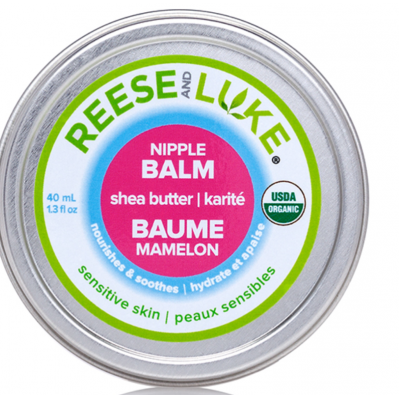 REESE AND LUKE®
NIPPLE
BALM
shea butter | karité
BAUME
MAMELON
40 mL
1.3 fl oz
USDA
ORGANIC
nourishes & soothes | hydrate et apaise
sensitive skin | peaux sensibles